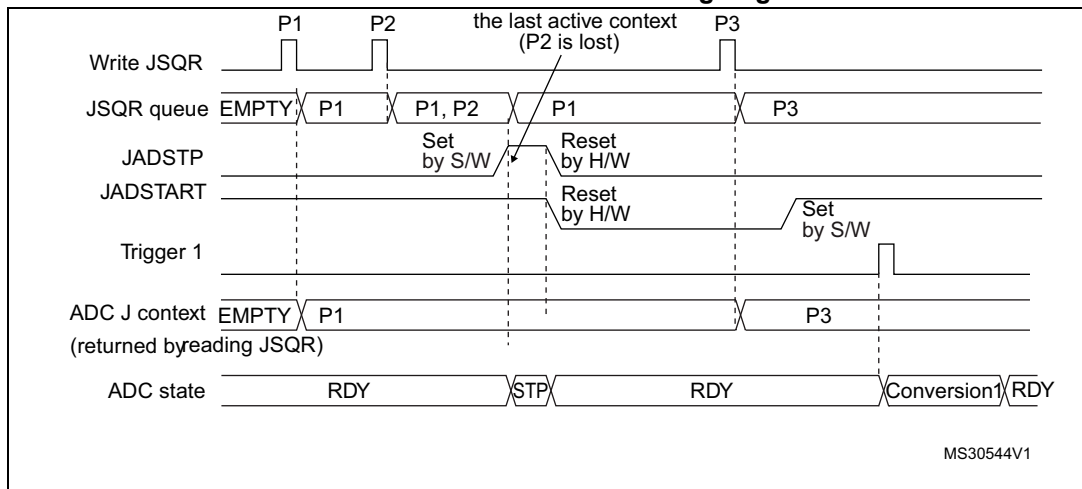 P1 P2 the last active context P3
(P2 is lost)
Write JSQR
JSQR queue EMPTY P1 P1, P2 P1 P3
Set Reset
JADSTP by S/W by H/W
JADSTART Reset
by H/W Set
by S/W
Trigger 1
ADC J context EMPTY P1 P3
(returned byreading JSQR)
ADC state RDY STP RDY Conversion1 RDY
MS30544V1